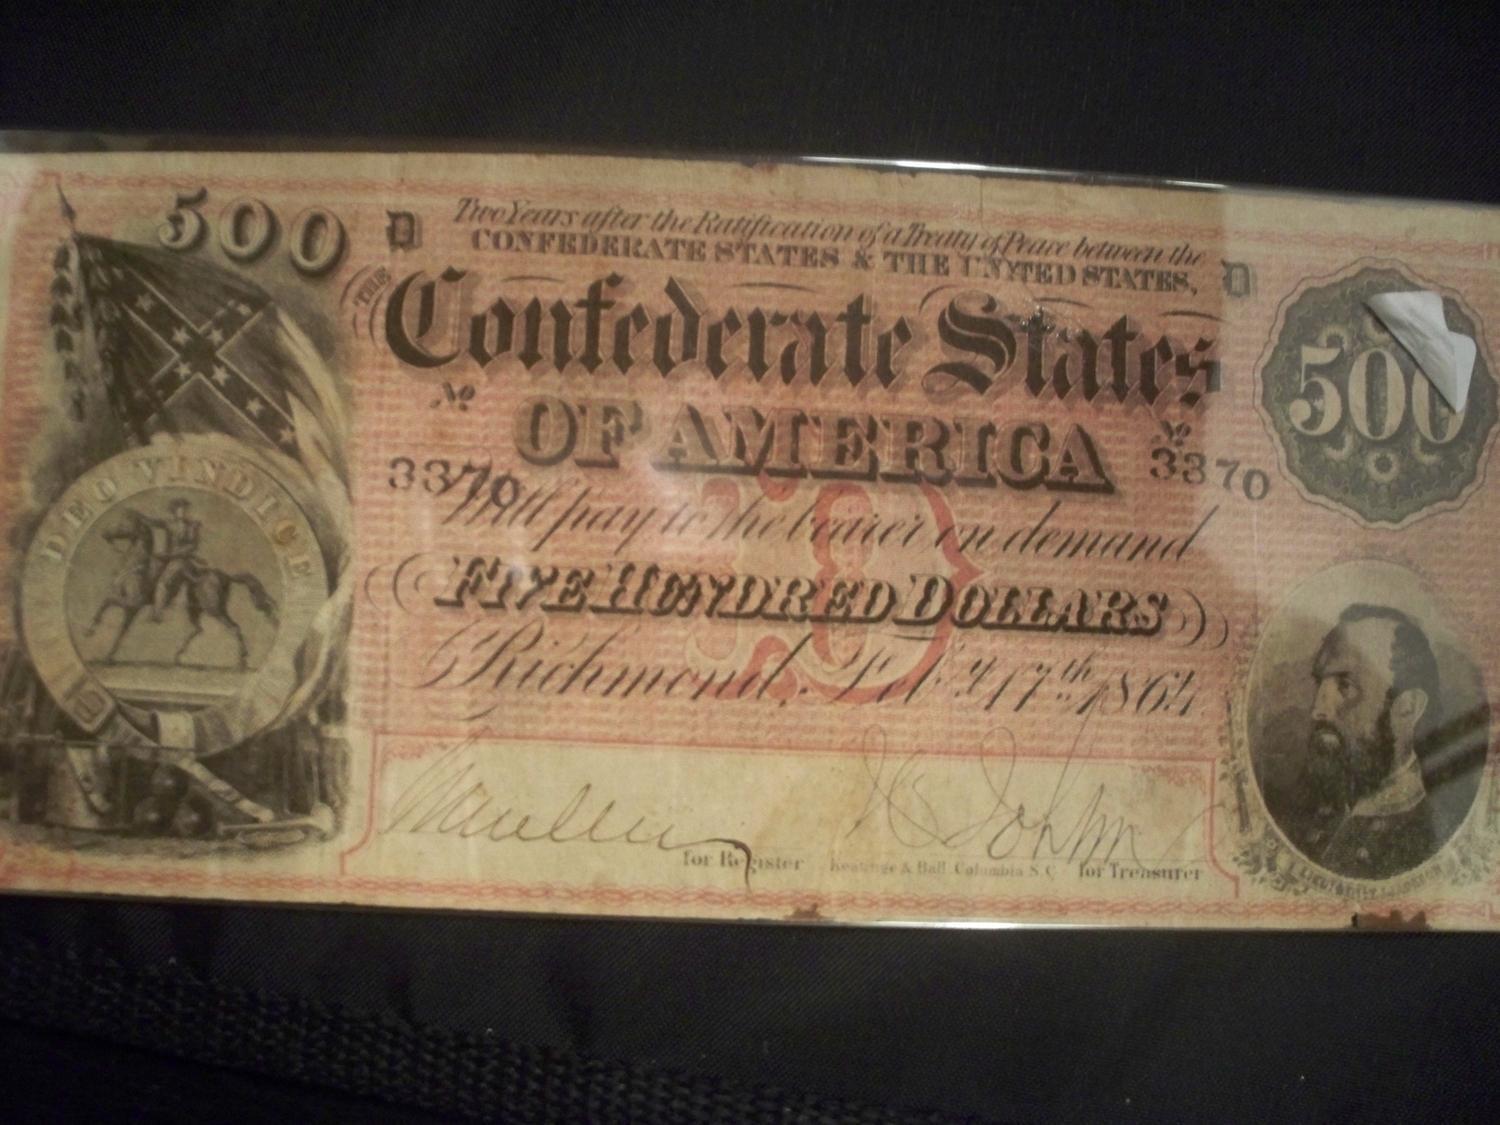 500 D Two Years after the Ratification of a Treaty of Peace between the
CONFEDERATE STATES & THE UNITED STATES, D
THE
Confederate States
500
No
OF AMERICA
No
3370
3370
DEO VINDICE
Will pay to the bearer on demand
FIVE HUNDRED DOLLARS
Richmond, Feby. 17th 1864
for Register Keatinge & Ball, Columbia S.C. for Treasurer